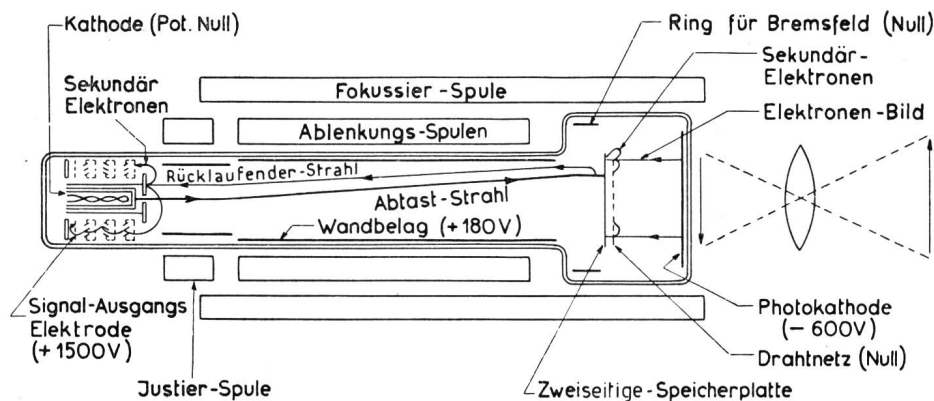 Kathode (Pot. Null)
Ring für Bremsfeld (Null)
Sekundär
Elektronen
Sekundär-
Elektronen
Fokussier-Spule
Elektronen-Bild
Ablenkungs-Spulen
Rücklaufender-Strahl
Abtast-Strahl
Wandbelag (+180V)
Signal-Ausgangs
Elektrode
(+1500V)
Photokathode
(-600V)
Drahtnetz (Null)
Justier-Spule
Zweiseitige-Speicherplatte